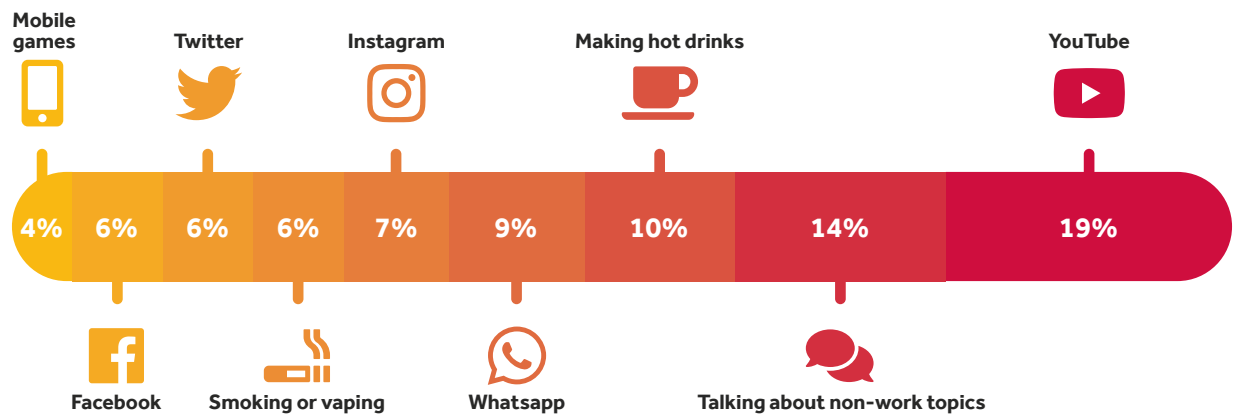 Mobile
games
Twitter
Instagram
Making hot drinks
YouTube
4%
6%
6%
6%
7%
9%
10%
14%
19%
Facebook
Smoking or vaping
Whatsapp
Talking about non-work topics